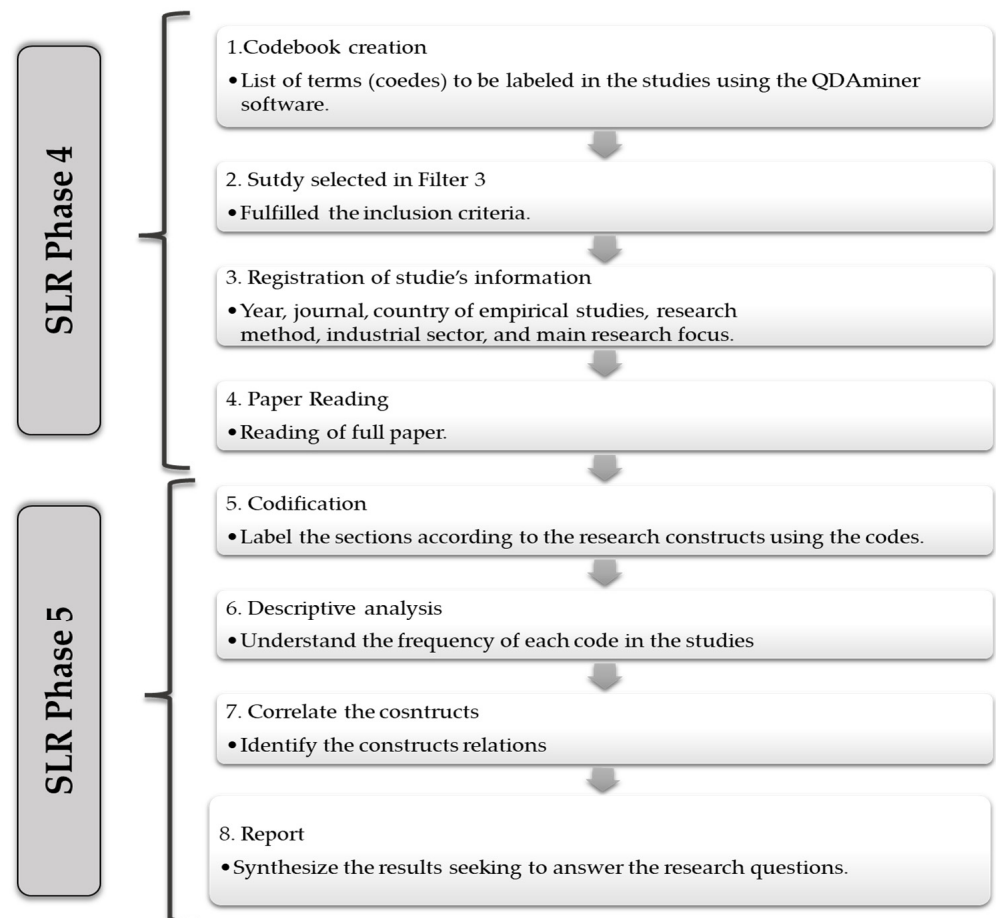 SLR Phase 4
1.Codebook creation
•List of terms (coedes) to be labeled in the studies using the QDAminer
software.
2. Sutdy selected in Filter 3
•Fulfilled the inclusion criteria.
3. Registration of studie's information
•Year, journal, country of empirical studies, research
method, industrial sector, and main research focus.
4. Paper Reading
•Reading of full paper.
SLR Phase 5
5. Codification
•Label the sections according to the research constructs using the codes.
6. Descriptive analysis
•Understand the frequency of each code in the studies
7. Correlate the cosntructs
•Identify the constructs relations
8. Report
•Synthesize the results seeking to answer the research questions.